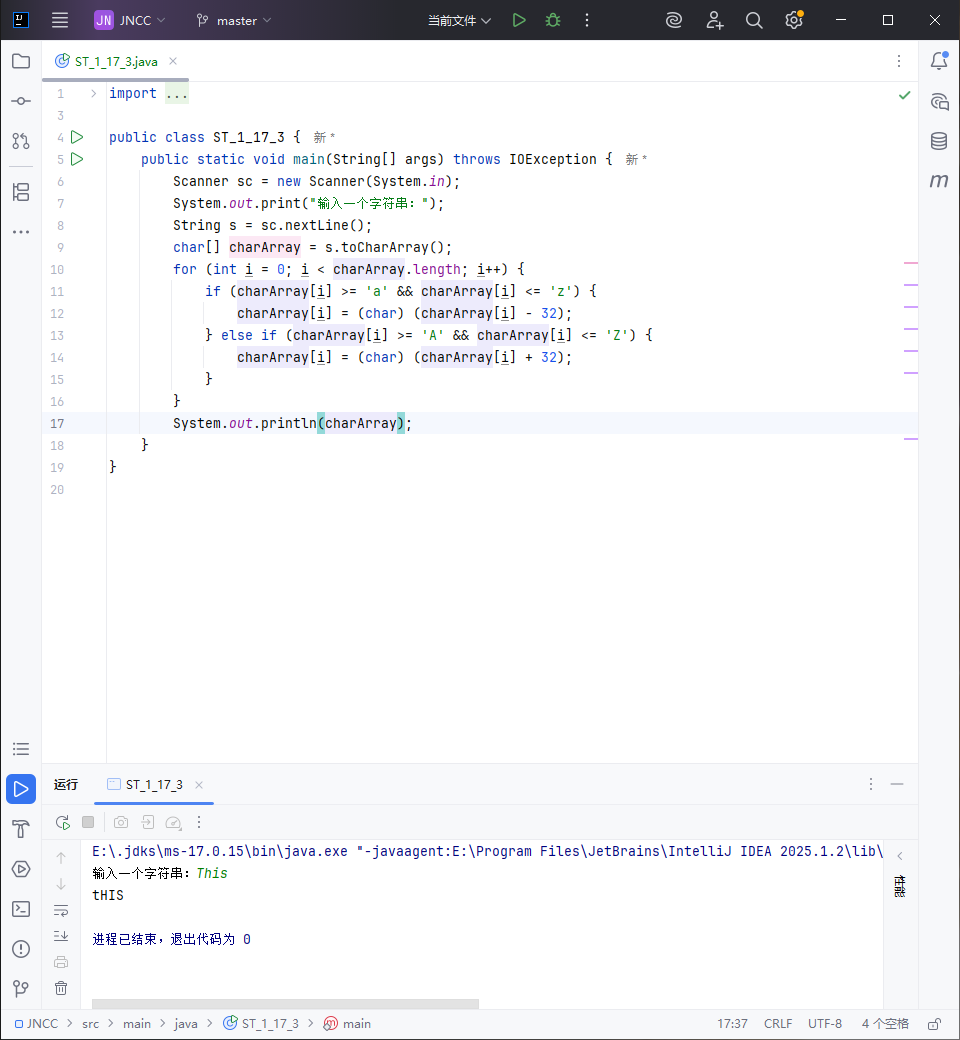 JN JNCC master 当前文件
ST_1_17_3.java
1 import ...
3
4 public class ST_1_17_3 { 新 *
5 public static void main(String[] args) throws IOException { 新 *
6 Scanner sc = new Scanner(System.in);
7 System.out.print("输入一个字符串：");
8 String s = sc.nextLine();
9 char[] charArray = s.toCharArray();
10 for (int i = 0; i < charArray.length; i++) {
11 if (charArray[i] >= 'a' && charArray[i] <= 'z') {
12 charArray[i] = (char) (charArray[i] - 32);
13 } else if (charArray[i] >= 'A' && charArray[i] <= 'Z') {
14 charArray[i] = (char) (charArray[i] + 32);
15 }
16 }
17 System.out.println(charArray);
18 }
19 }
20
运行 ST_1_17_3
E:\.jdks\ms-17.0.15\bin\java.exe "-javaagent:E:\Program Files\JetBrains\IntelliJ IDEA 2025.1.2\lib\
输入一个字符串：This
tHIS
进程已结束，退出代码为 0
性能
JNCC > src > main > java > ST_1_17_3 > main 17:37 CRLF UTF-8 4 个空格